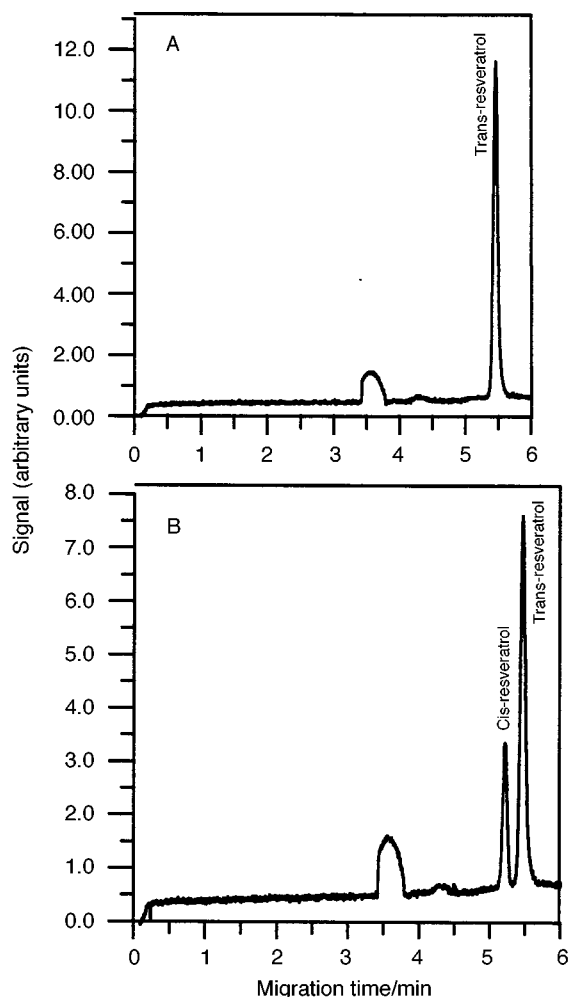 A
12.0
10.0
8.00
6.00
4.00
2.00
0.00
Trans-resveratrol
0 1 2 3 4 5 6
Signal (arbitrary units)
B
8.0
7.0
6.0
5.0
4.0
3.0
2.0
1.0
0.0
Cis-resveratrol
Trans-resveratrol
0 1 2 3 4 5 6
Migration time/min